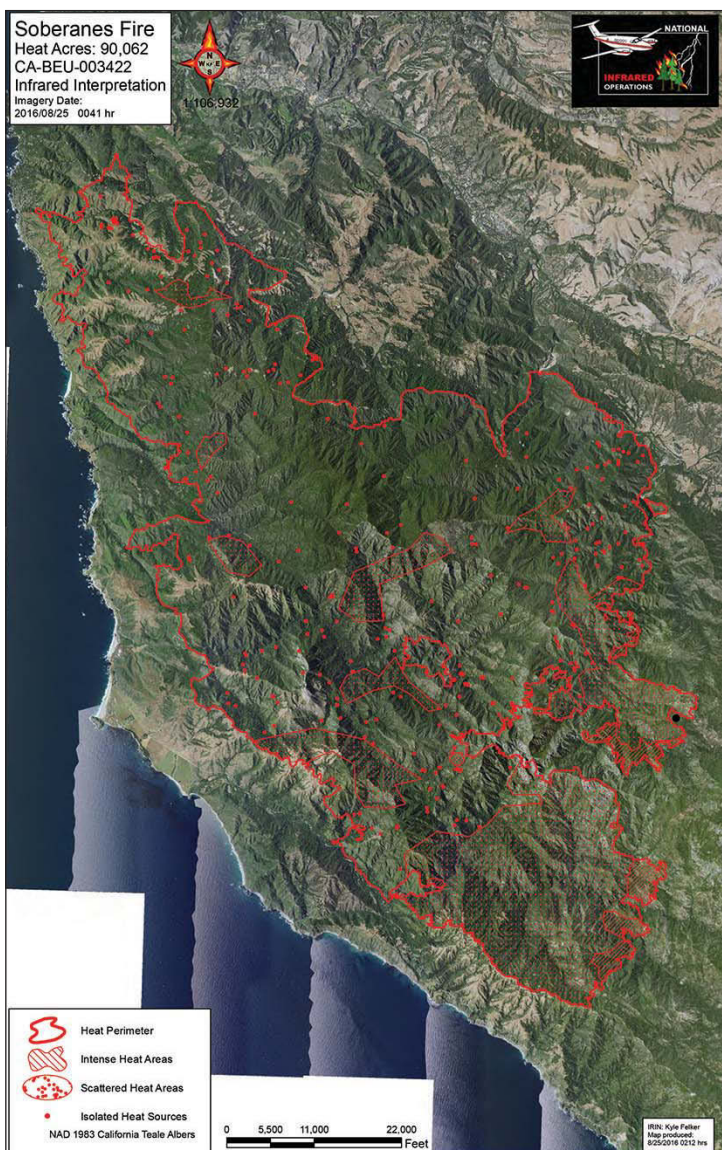 Soberanes Fire
Heat Acres: 90,062
CA-BEU-003422
Infrared Interpretation
Imagery Date:
2016/08/25 0041 hr
N
W
E
S
1:106,932
NATIONAL
INFRARED
OPERATIONS
Heat Perimeter
Intense Heat Areas
Scattered Heat Areas
Isolated Heat Sources
NAD 1983 California Teale Albers
0 5,500 11,000 22,000
Feet
IRIN: Kyle Felker
Map produced:
8/25/2016 0212 hrs